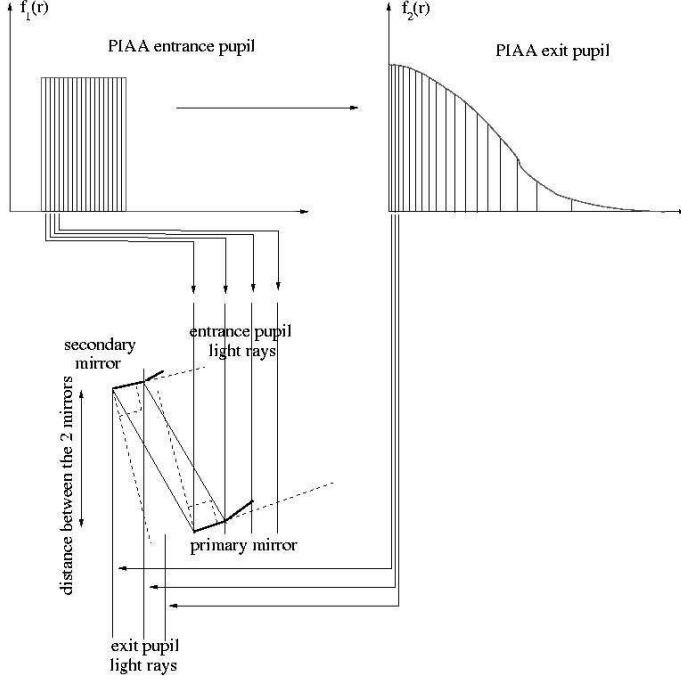 f₁(r)
PIAA entrance pupil
f₂(r)
PIAA exit pupil
entrance pupil
light rays
secondary
mirror
distance between the 2 mirrors
primary mirror
exit pupil
light rays